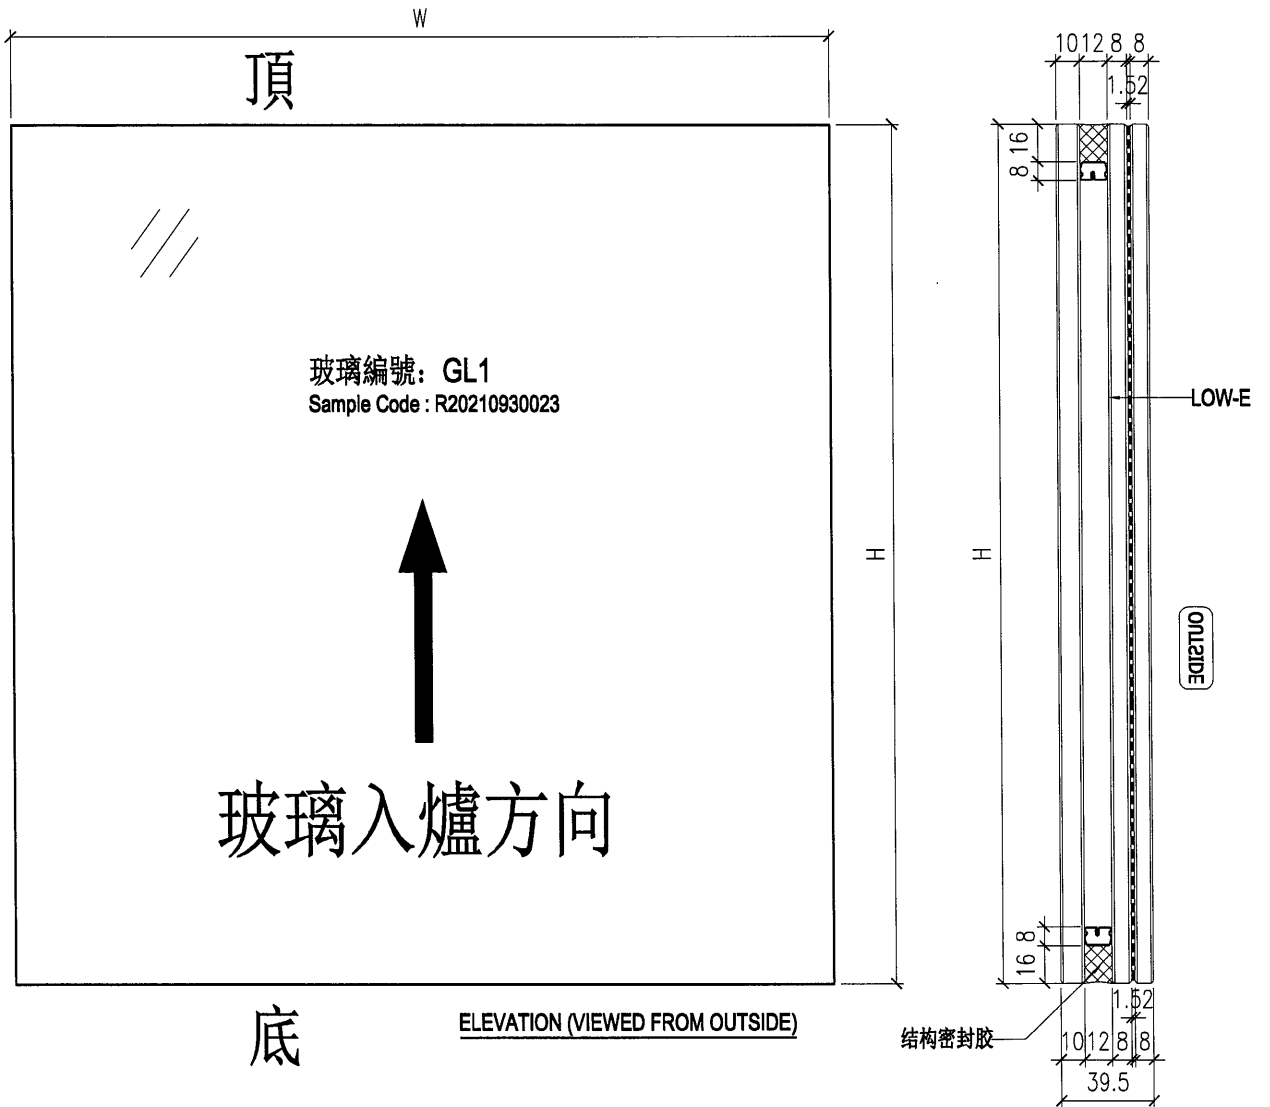 W
頂
玻璃編號: GL1
Sample Code : R20210930023
玻璃入爐方向
底
ELEVATION (VIEWED FROM OUTSIDE)
H
H
10 12 8 8
1.52
16
8
LOW-E
OUTSIDE
8
16
结构密封胶
1.52
10 12 8 8
39.5